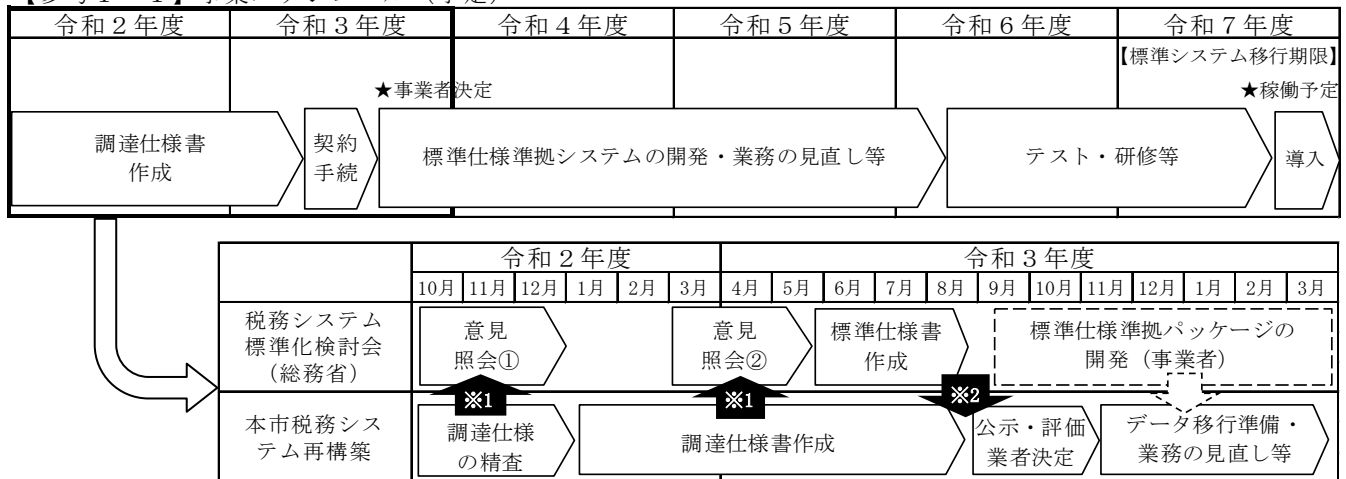 令和２年度 令和３年度 令和４年度 令和５年度 令和６年度 令和７年度
【標準システム移行期限】
★事業者決定 ★稼働予定
調達仕様書
作成
契約
手続
標準仕様準拠システムの開発・業務の見直し等
テスト・研修等
導入
令和２年度 令和３年度
10月 11月 12月 1月 2月 3月 4月 5月 6月 7月 8月 9月 10月 11月 12月 1月 2月 3月
税務システム
標準化検討会
（総務省）
意見
照会①
意見
照会②
標準仕様書
作成
標準仕様準拠パッケージの
開発（事業者）
※1 ※1 ※2
本市税務シス
テム再構築
調達仕様
の精査
調達仕様書作成
公示・評価
業者決定
データ移行準備・
業務の見直し等